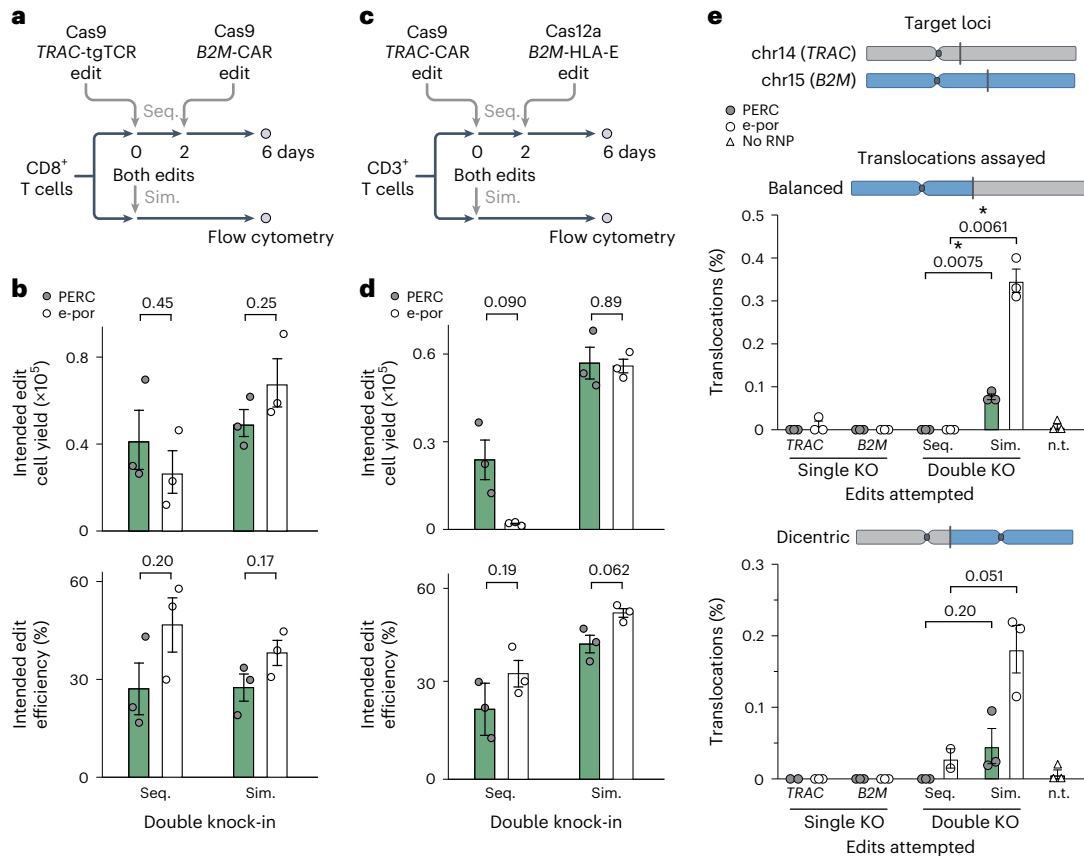 a
Cas9
TRAC-tgTCR
edit
Cas9
B2M-CAR
edit
Seq.
0
2
6 days
CD8+
T cells
Both edits
Sim.
Flow cytometry
b
PERC
e-por
0.45
0.25
Intended edit
cell yield (×10⁵)
0.8
0.4
0
0.20
0.17
Intended edit
efficiency (%)
60
30
0
Seq.
Sim.
Double knock-in
c
Cas9
TRAC-CAR
edit
Cas12a
B2M-HLA-E
edit
Seq.
0
2
6 days
CD3+
T cells
Both edits
Sim.
Flow cytometry
d
PERC
e-por
0.090
0.89
Intended edit
cell yield (×10⁵)
0.6
0.3
0
0.19
0.062
Intended edit
efficiency (%)
60
30
0
Seq.
Sim.
Double knock-in
e
Target loci
chr14 (TRAC)
chr15 (B2M)
PERC
e-por
No RNP
Translocations assayed
Balanced
*
0.0061
*
0.0075
Translocations (%)
0.5
0.4
0.3
0.2
0.1
0
TRAC
B2M
Seq.
Sim.
n.t.
Single KO
Double KO
Edits attempted
Dicentric
0.051
0.20
Translocations (%)
0.3
0.2
0.1
0
TRAC
B2M
Seq.
Sim.
n.t.
Single KO
Double KO
Edits attempted